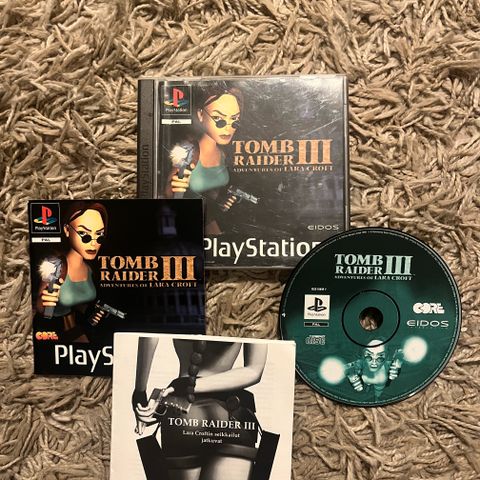 PlayStation
PAL
PlayStation
TOMB
RAIDER III
ADVENTURES OF LARA CROFT
EIDOS
PlayStation
PlayStation
PAL
TOMB
RAIDER III
ADVENTURES OF LARA CROFT
CORE
PlayS
TOMB
RAIDER III
ADVENTURES OF LARA CROFT
PlayStation
PAL
CORE
EIDOS
TOMB RAIDER III
Lara Croftin seikkailut
jatkuvat